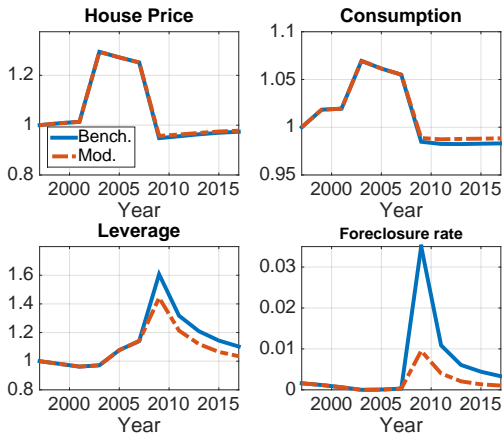 House Price
1.2
1
0.8
2000 2005 2010 2015
Year
Bench.
Mod.
Consumption
1.1
1.05
1
0.95
2000 2005 2010 2015
Year
Leverage
1.6
1.4
1.2
1.0
0.8
2000 2005 2010 2015
Year
Foreclosure rate
0.03
0.02
0.01
0
2000 2005 2010 2015
Year